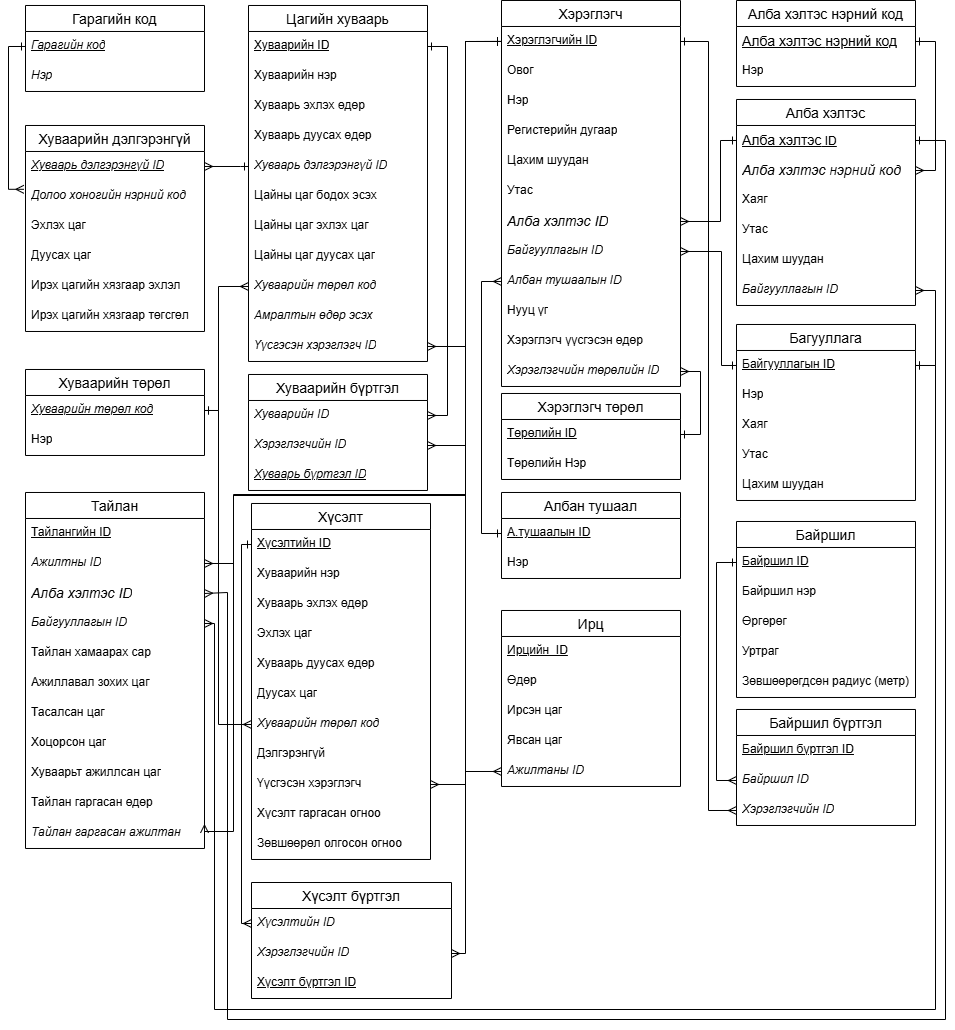 Гарагийн код
Гарагийн код
Нэр
Хуваарийн дэлгэрэнгүй
Хуваарь дэлгэрэнгүй ID
Долоо хоногийн нэрний код
Эхлэх цаг
Дуусах цаг
Ирэх цагийн хязгаар эхлэл
Ирэх цагийн хязгаар төгсгөл
Хуваарийн төрөл
Хуваарийн төрөл код
Нэр
Тайлан
Тайлангийн ID
Ажилтны ID
Алба хэлтэс ID
Байгууллагын ID
Тайлан хамаарах сар
Ажиллавал зохих цаг
Тасалсан цаг
Хоцорсон цаг
Хуваарьт ажиллсан цаг
Тайлан гаргасан өдөр
Тайлан гаргасан ажилтан
Цагийн хуваарь
Хуваарийн ID
Хуваарийн нэр
Хуваарь эхлэх өдөр
Хуваарь дуусах өдөр
Хуваарь дэлгэрэнгүй ID
Цайны цаг бодох эсэх
Цайны цаг эхлэх цаг
Цайны цаг дуусах цаг
Хуваарийн төрөл код
Амралтын өдөр эсэх
Үүсгэсэн хэрэглэгч ID
Хуваарийн бүртгэл
Хуваарийн ID
Хэрэглэгчийн ID
Хуваарь бүртгэл ID
Хүсэлт
Хүсэлтийн ID
Хуваарийн нэр
Хуваарь эхлэх өдөр
Эхлэх цаг
Хуваарь дуусах өдөр
Дуусах цаг
Хуваарийн төрөл код
Дэлгэрэнгүй
Үүсгэсэн хэрэглэгч
Хүсэлт гаргасан огноо
Зөвшөөрөл олгосон огноо
Хүсэлт бүртгэл
Хүсэлтийн ID
Хэрэглэгчийн ID
Хүсэлт бүртгэл ID
Хэрэглэгч
Хэрэглэгчийн ID
Овог
Нэр
Регистерийн дугаар
Цахим шуудан
Утас
Алба хэлтэс ID
Байгууллагын ID
Албан тушаалын ID
Нууц үг
Хэрэглэгч үүсгэсэн өдөр
Хэрэглэгчийн төрөлийн ID
Хэрэглэгч төрөл
Төрөлийн ID
Төрөлийн Нэр
Албан тушаал
А.тушаалын ID
Нэр
Ирц
Ирцийн ID
Өдөр
Ирсэн цаг
Явсан цаг
Ажилтаны ID
Алба хэлтэс нэрний код
Алба хэлтэс нэрний код
Нэр
Алба хэлтэс
Алба хэлтэс ID
Алба хэлтэс нэрний код
Хаяг
Утас
Цахим шуудан
Байгууллагын ID
Багууллага
Байгууллагын ID
Нэр
Хаяг
Утас
Цахим шуудан
Байршил
Байршил ID
Байршил нэр
Өргөрөг
Уртраг
Зөвшөөрөгдсөн радиус (метр)
Байршил бүртгэл
Байршил бүртгэл ID
Байршил ID
Хэрэглэгчийн ID